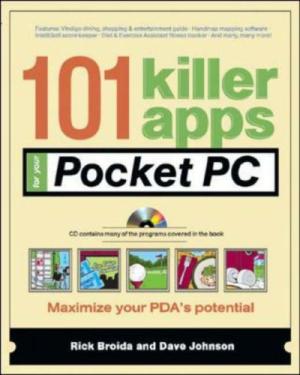 Features: Vindigo dining, shopping & entertainment guide · Handmap mapping software ·
IntelliGolf score keeper · Diet & Exercise Assistant fitness tracker · And many, many more!
101 killer
apps
for your
Pocket PC
CD contains many of the programs covered in the book
Maximize your PDA's potential
Rick Broida and Dave Johnson